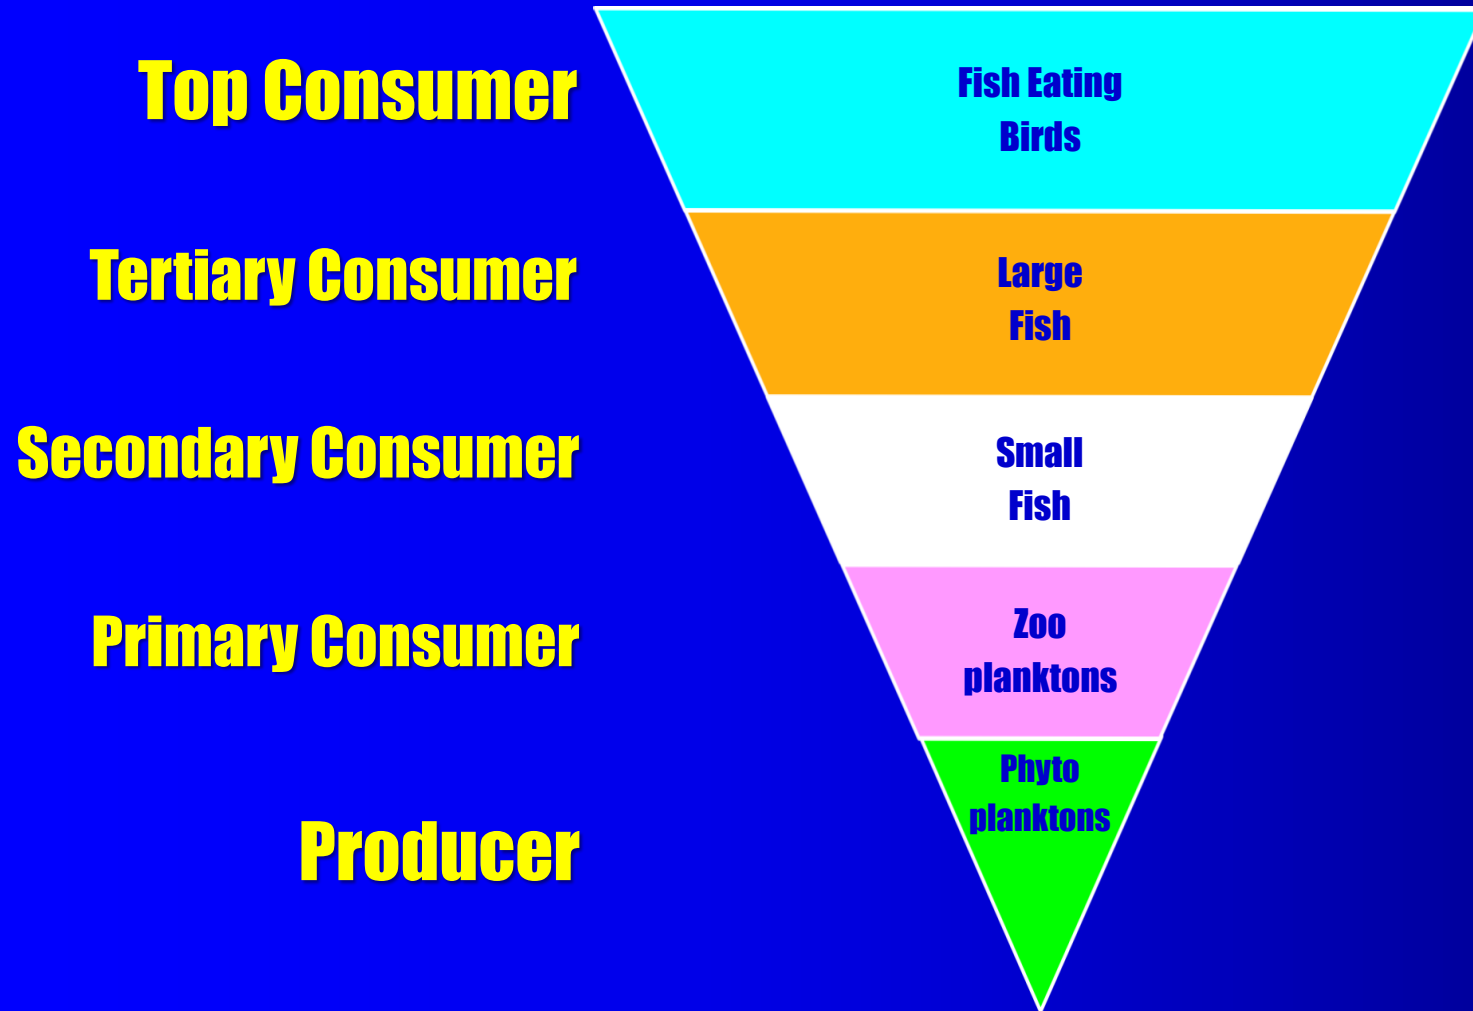 Top Consumer
Fish Eating
Birds
Tertiary Consumer
Large
Fish
Secondary Consumer
Small
Fish
Primary Consumer
Zoo
planktons
Producer
Phyto
planktons